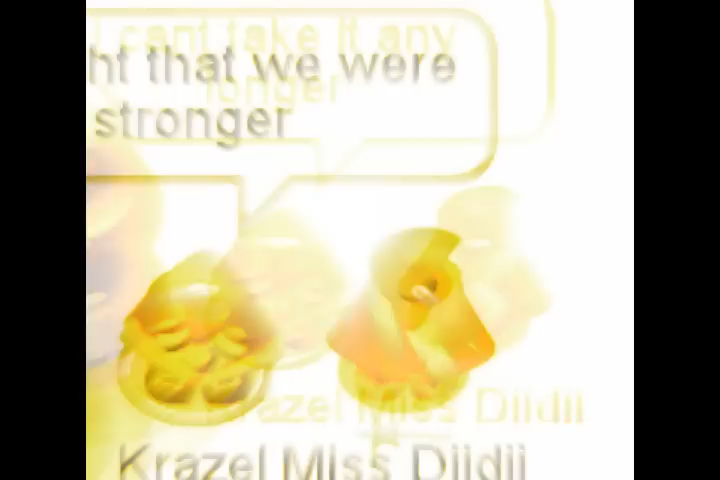 I cant take it any
longer
ht that we were
stronger
Krazel Miss Diidii
Krazel Miss Diidii